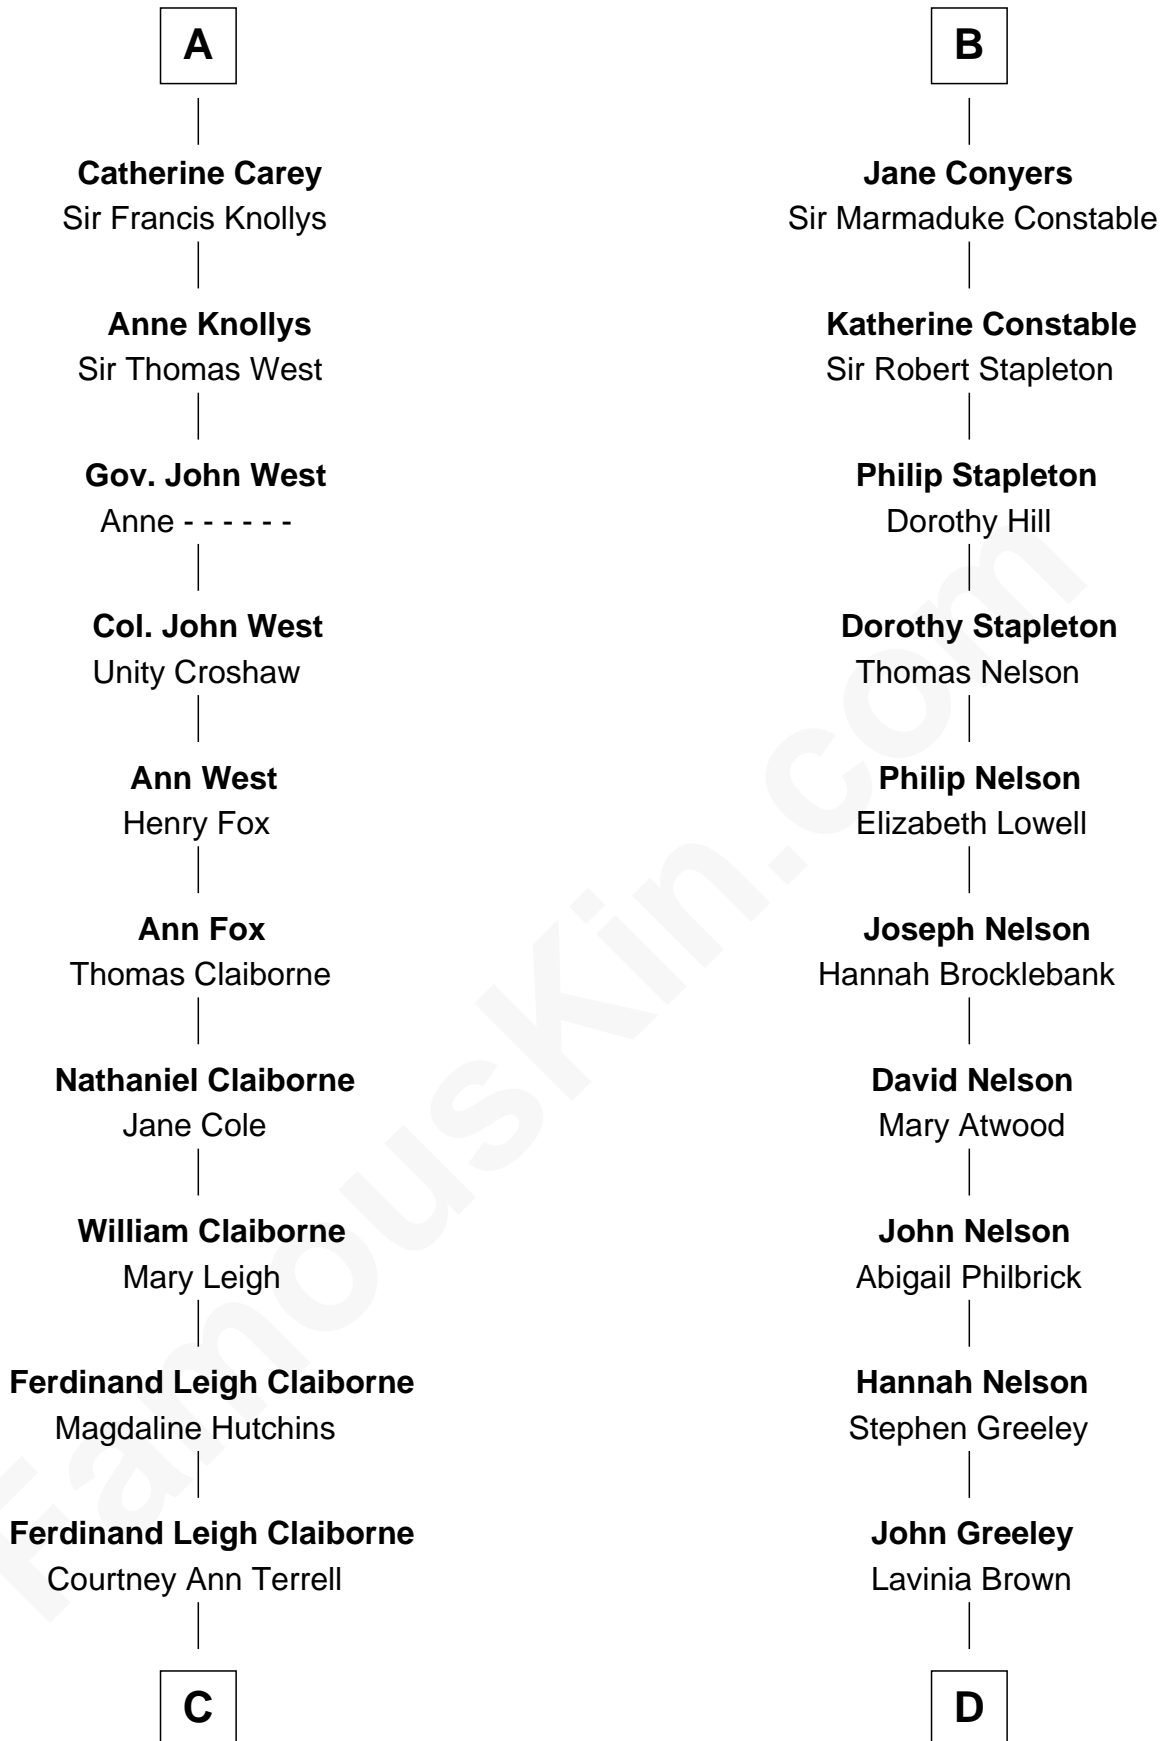 A
Catherine Carey
Sir Francis Knollys
Anne Knollys
Sir Thomas West
Gov. John West
Anne - - - - - -
Col. John West
Unity Croshaw
Ann West
Henry Fox
Ann Fox
Thomas Claiborne
Nathaniel Claiborne
Jane Cole
William Claiborne
Mary Leigh
Ferdinand Leigh Claiborne
Magdaline Hutchins
Ferdinand Leigh Claiborne
Courtney Ann Terrell
C
B
Jane Conyers
Sir Marmaduke Constable
Katherine Constable
Sir Robert Stapleton
Philip Stapleton
Dorothy Hill
Dorothy Stapleton
Thomas Nelson
Philip Nelson
Elizabeth Lowell
Joseph Nelson
Hannah Brocklebank
David Nelson
Mary Atwood
John Nelson
Abigail Philbrick
Hannah Nelson
Stephen Greeley
John Greeley
Lavinia Brown
D
FamousKin.com